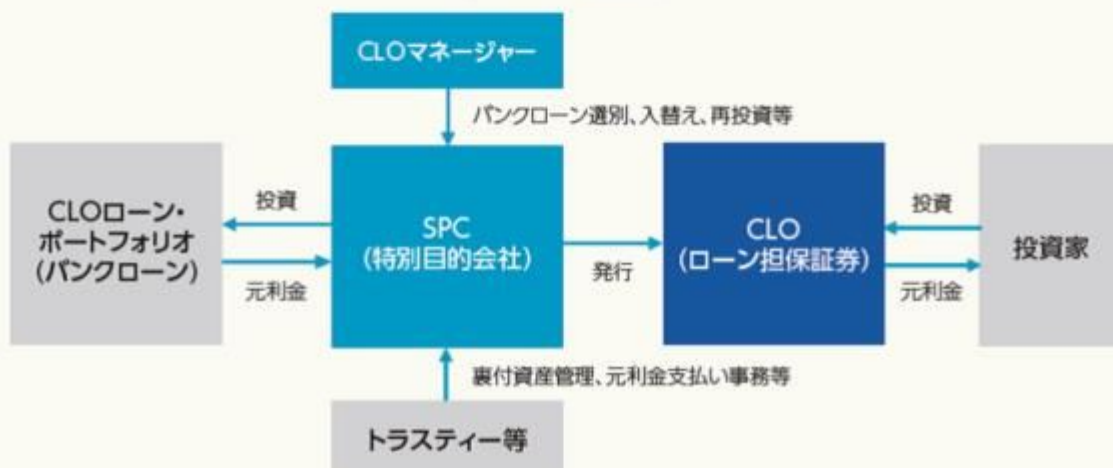 CLOマネージャー
バンクローン選別、入替え、再投資等
CLOローン・
ポートフォリオ
(バンクローン)
投資
元利金
SPC
(特別目的会社)
発行
CLO
(ローン担保証券)
投資
元利金
投資家
裏付資産管理、元利金支払い事務等
トラスティー等